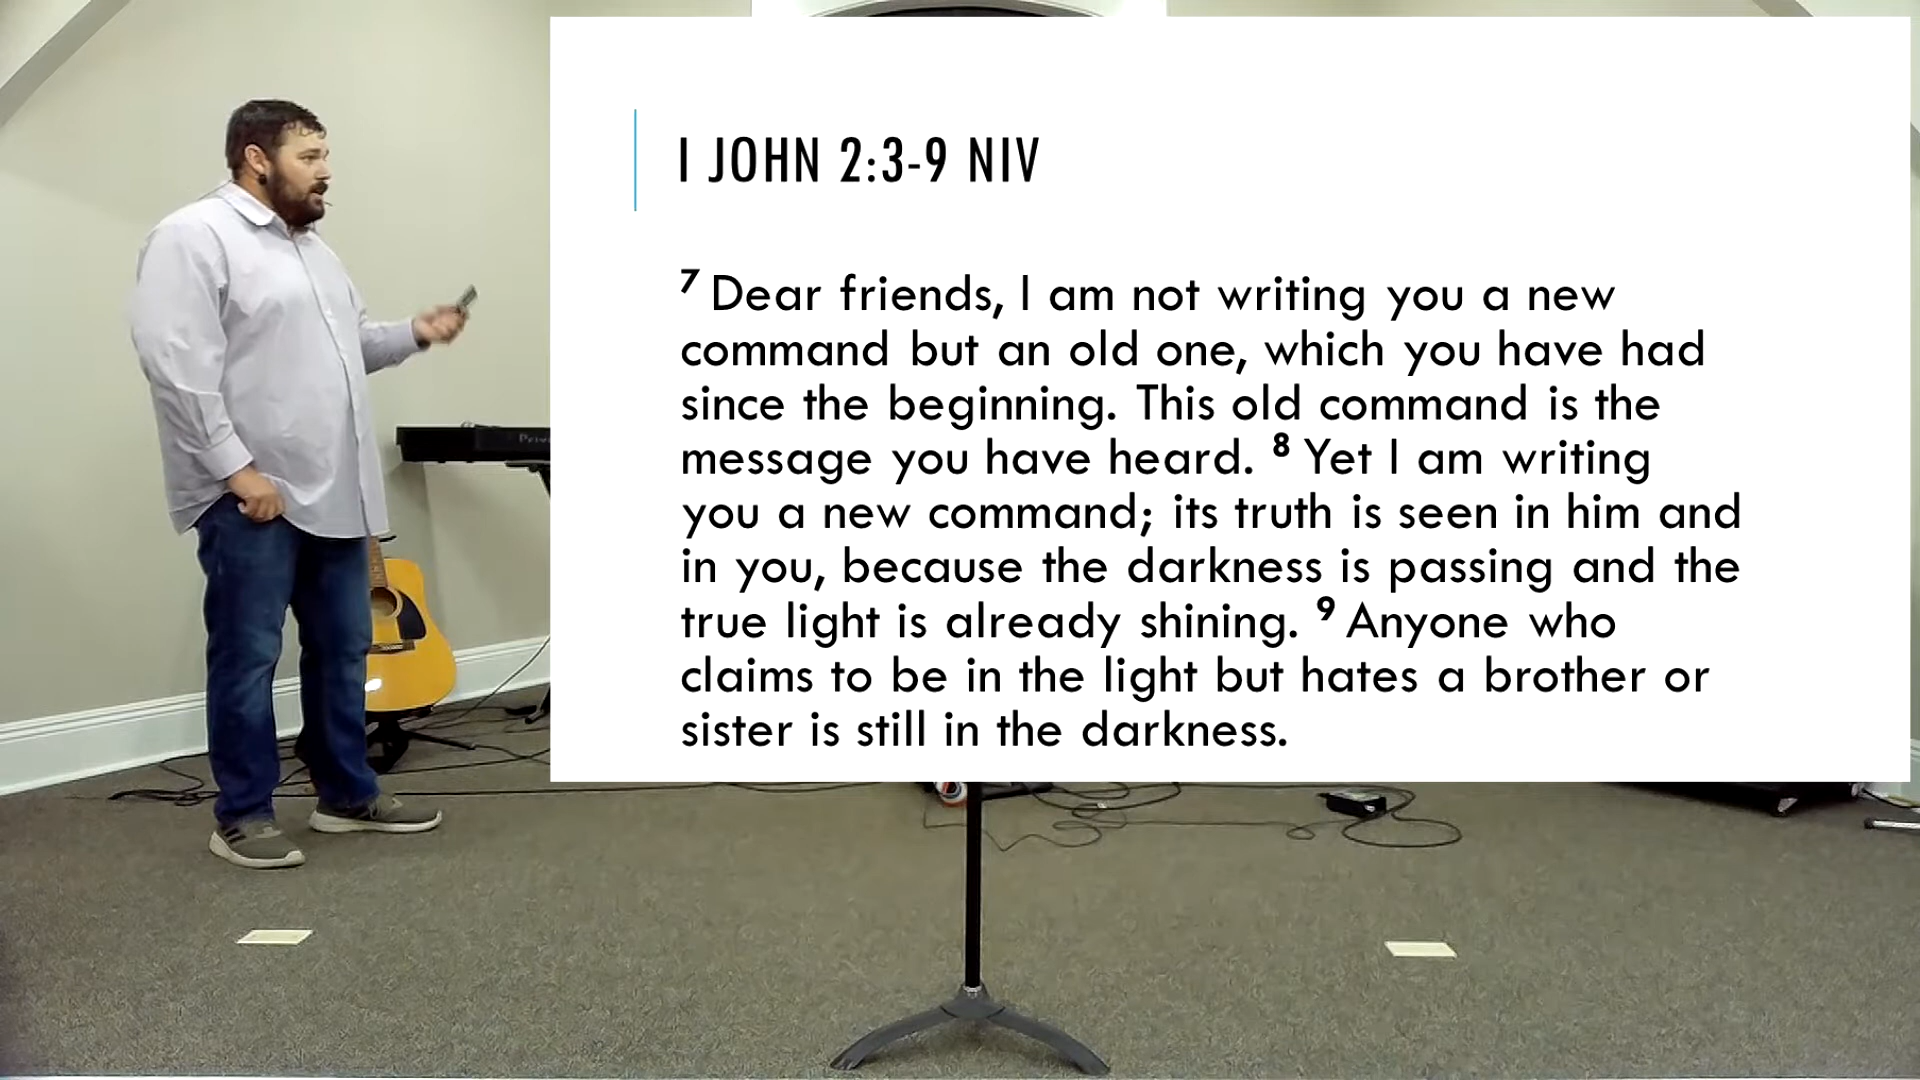 I JOHN 2:3-9 NIV
⁷ Dear friends, I am not writing you a new
command but an old one, which you have had
since the beginning. This old command is the
message you have heard. ⁸ Yet I am writing
you a new command; its truth is seen in him and
in you, because the darkness is passing and the
true light is already shining. ⁹ Anyone who
claims to be in the light but hates a brother or
sister is still in the darkness.